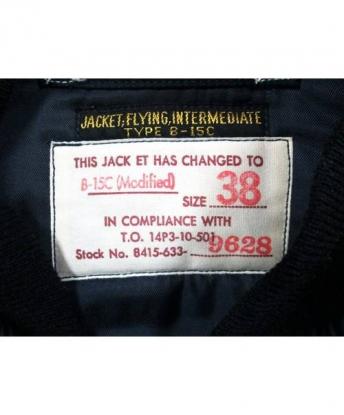 JACKET,FLYING,INTERMEDIATE
TYPE B-15C
THIS JACK ET HAS CHANGED TO
B-15C (Modified) SIZE 38
IN COMPLIANCE WITH
T.O. 14P3-10-501
Stock No. 8415-633- 9628